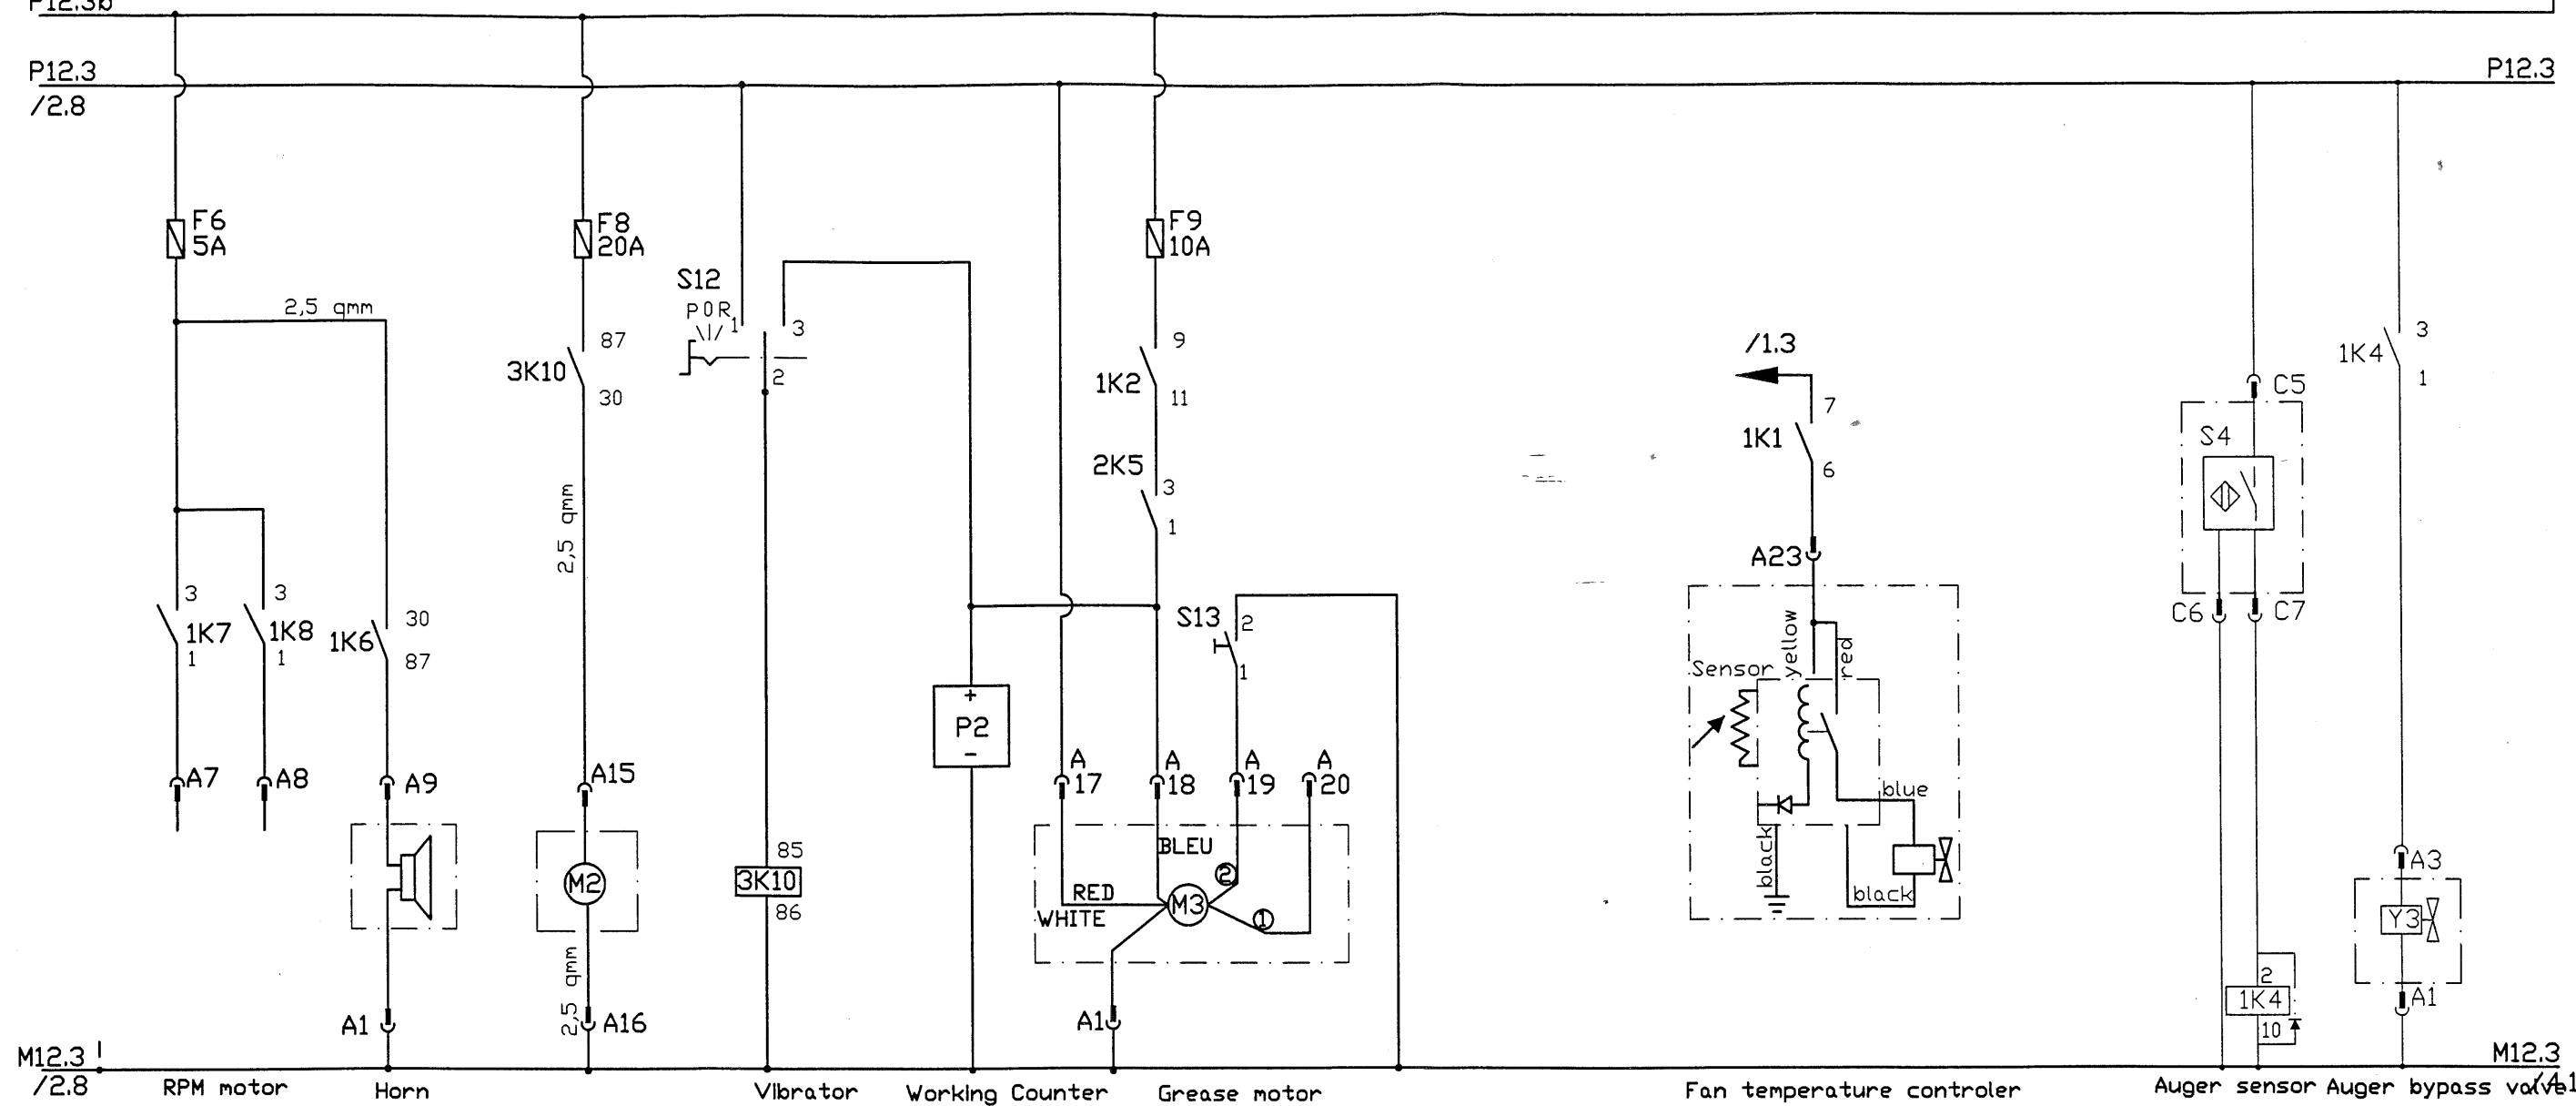 P12.3b
P12.3
P12.3
/2.8
F6
5A
F8
20A
F9
10A
S12
P O R
1
3
2
2,5 qmm
87
3K10
30
9
1K2
11
/1.3
7
1K1
6
3
1K4
1
C5
S4
2K5
3
1
2,5 qmm
A23
3
1K7
1
3
1K8
1
30
1K6
87
S13
2
1
C6
C7
yellow
red
Sensor
+
P2
-
A7
A8
A9
A15
A
17
A
18
A
19
A
20
blue
BLEU
85
3K10
86
M2
RED
WHITE
M3
2
1
black
black
A3
Y3
2,5 qmm
2
1K4
10
A1
A1
A16
A1
M12.3
/2.8
M12.3
/4.1
RPM motor
Horn
Vibrator
Working Counter
Grease motor
Fan temperature controler
Auger sensor
Auger bypass valve